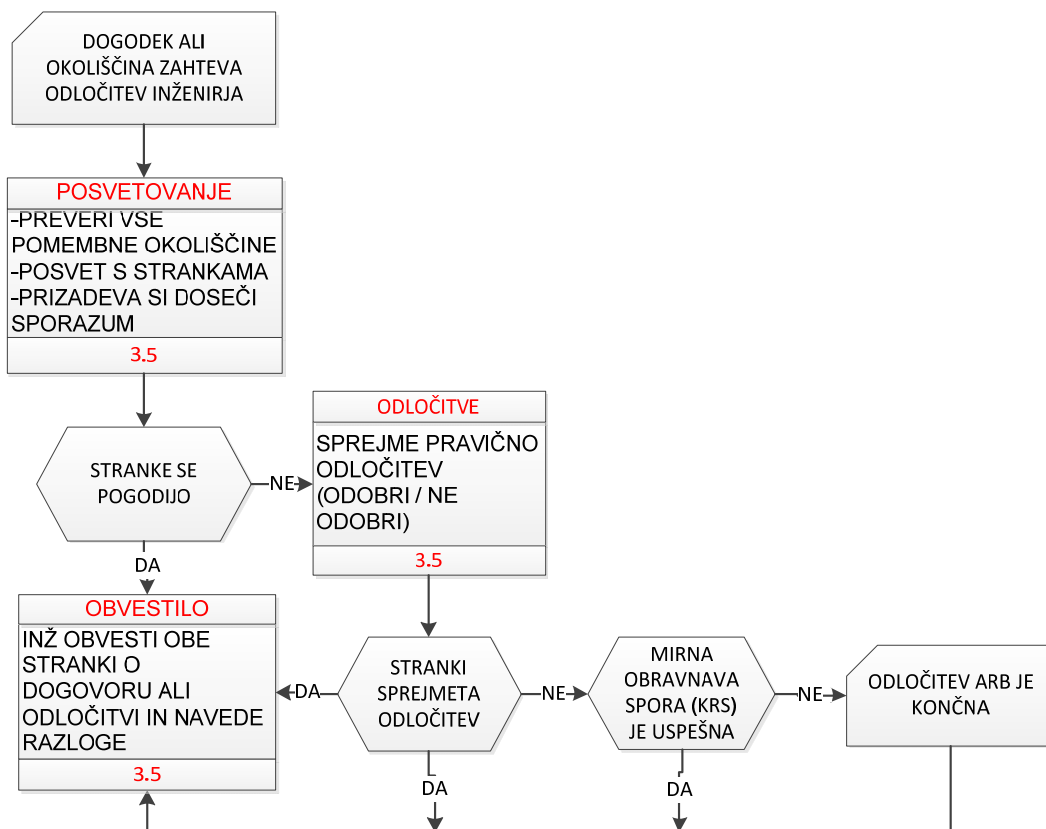 DOGODEK ALI
OKOLIŠČINA ZAHTEVA
ODLOČITEV INŽENIRJA
POSVETOVANJE
-PREVERI VSE
POMEMBNE OKOLIŠČINE
-POSVET S STRANKAMA
-PRIZADEVA SI DOSEČI
SPORAZUM
3.5
STRANKE SE
POGODIJO
NE
ODLOČITVE
SPREJME PRAVIČNO
ODLOČITEV
(ODOBRI / NE
ODOBRI)
3.5
DA
OBVESTILO
INŽ OBVESTI OBE
STRANKI O
DOGOVORU ALI
ODLOČITVI IN NAVEDE
RAZLOGE
3.5
DA
STRANKI
SPREJMETA
ODLOČITEV
NE
MIRNA
OBRAVNAVA
SPORA (KRS)
JE USPEŠNA
NE
ODLOČITEV ARB JE
KONČNA
DA
DA